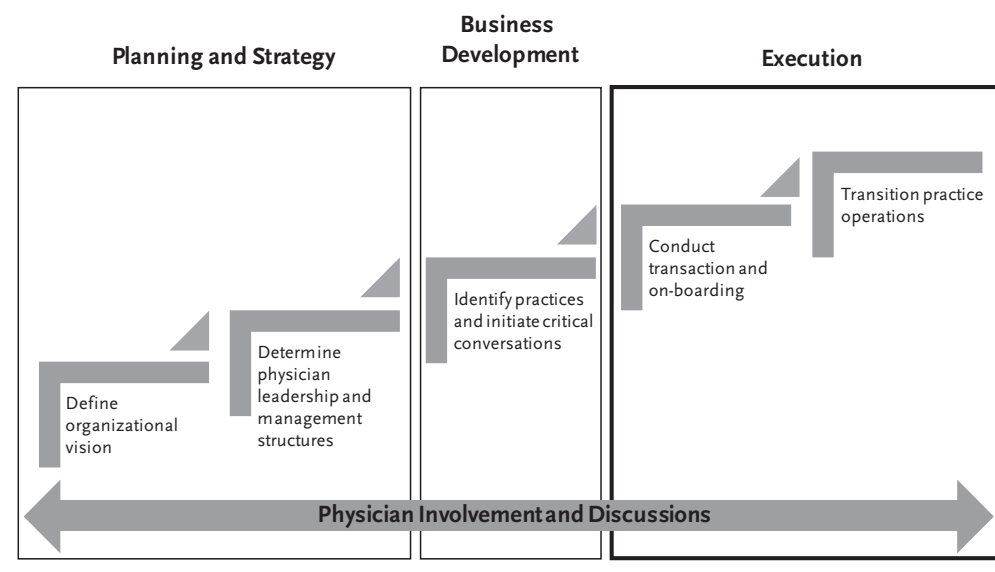 Planning and Strategy
Business
Development
Execution
Define
organizational
vision
Determine
physician
leadership and
management
structures
Identify practices
and initiate critical
conversations
Conduct
transaction and
on-boarding
Transition practice
operations
Physician Involvement and Discussions